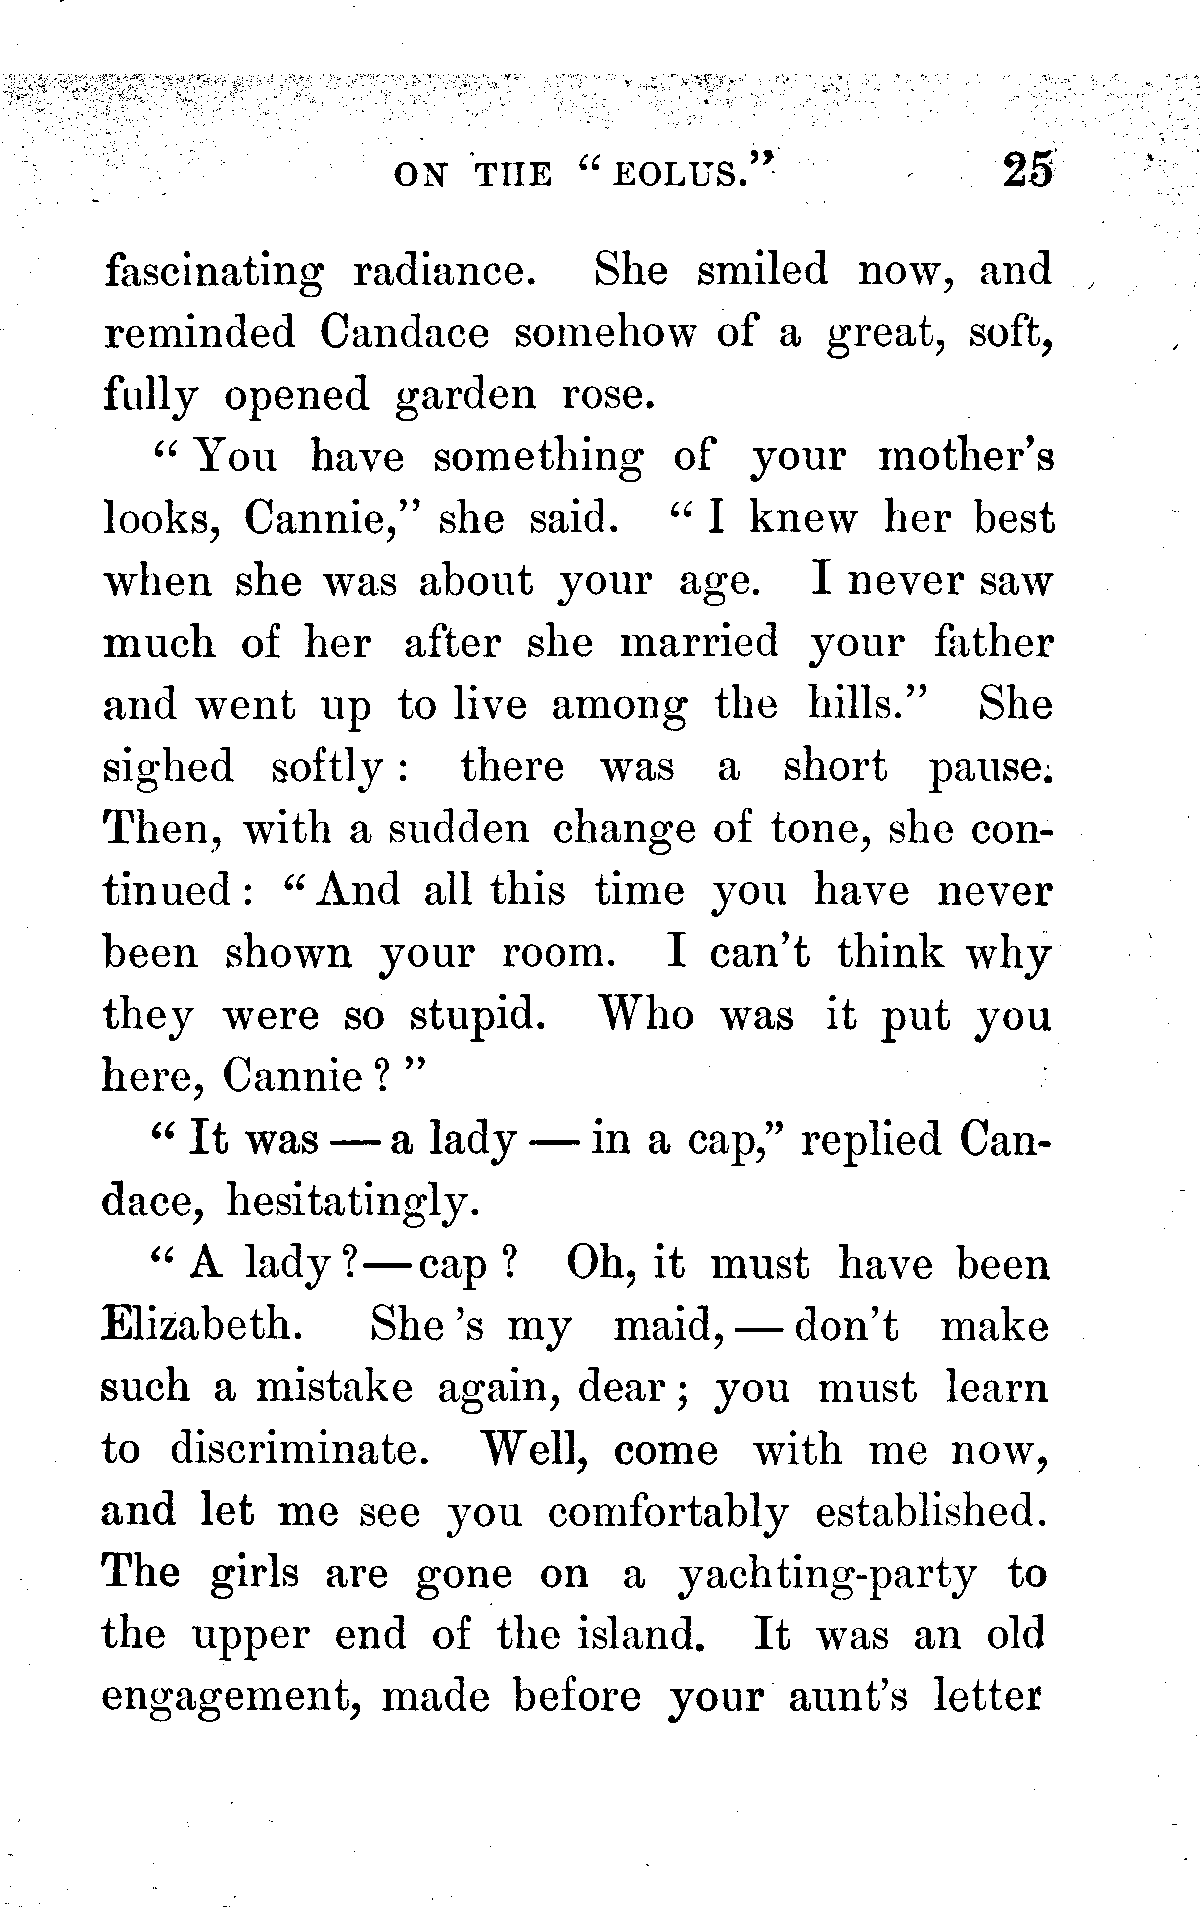 ON THE "EOLUS." 25
fascinating radiance. She smiled now, and
reminded Candace somehow of a great, soft,
fully opened garden rose.
"You have something of your mother's
looks, Cannie," she said. "I knew her best
when she was about your age. I never saw
much of her after she married your father
and went up to live among the hills." She
sighed softly: there was a short pause.
Then, with a sudden change of tone, she con-
tinued: "And all this time you have never
been shown your room. I can't think why
they were so stupid. Who was it put you
here, Cannie?"
"It was — a lady — in a cap," replied Can-
dace, hesitatingly.
"A lady?—cap? Oh, it must have been
Elizabeth. She's my maid, — don't make
such a mistake again, dear; you must learn
to discriminate. Well, come with me now,
and let me see you comfortably established.
The girls are gone on a yachting-party to
the upper end of the island. It was an old
engagement, made before your aunt's letter